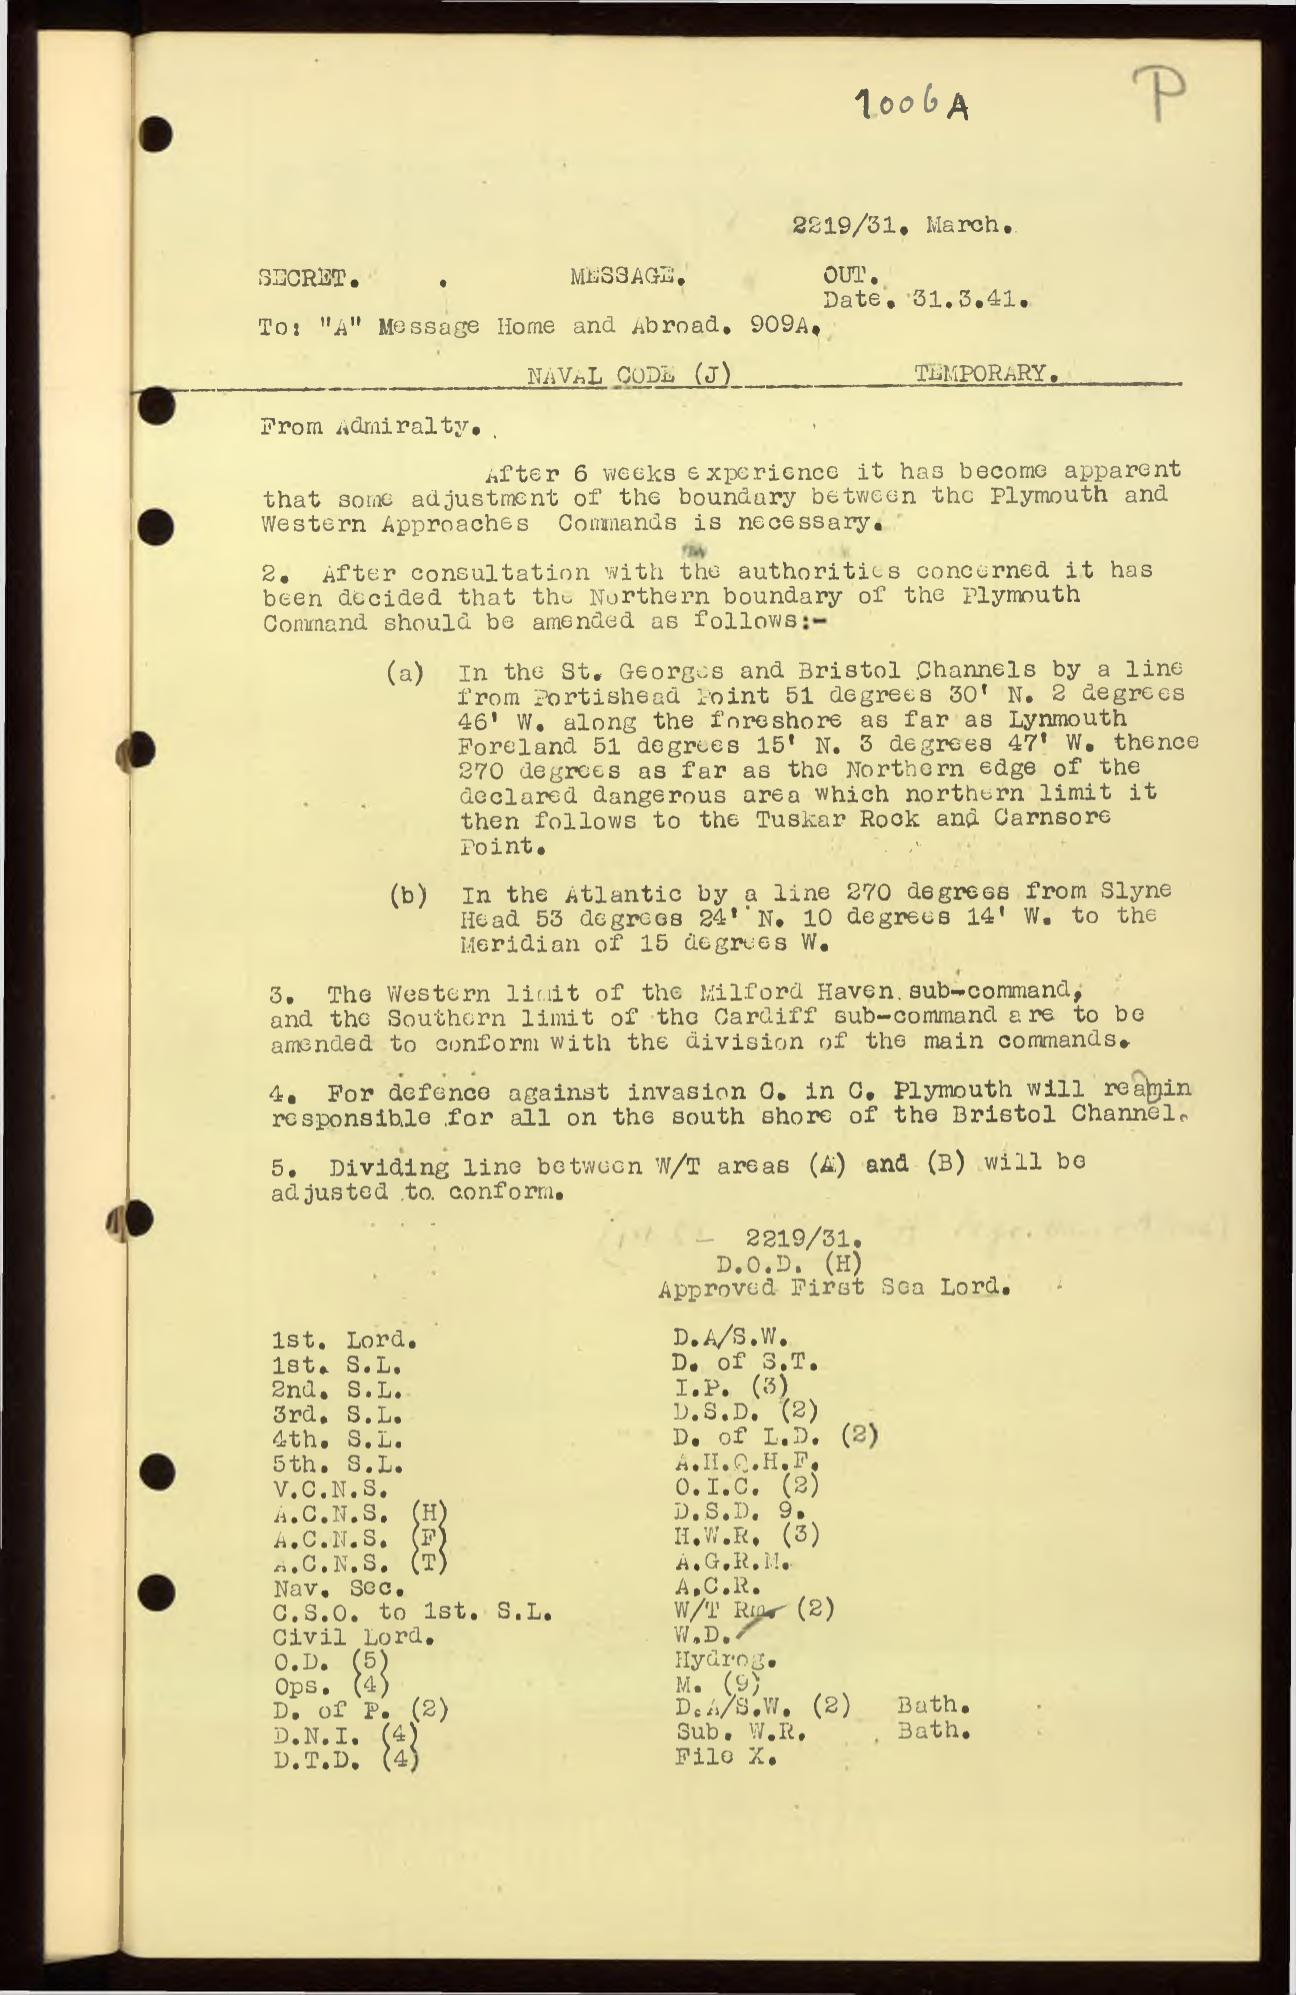 1006A P
2219/31. March.
SECRET. . MESSAGE. OUT.
Date. 31.3.41.
To: "A" Message Home and Abroad. 909A.
NAVAL CODE (J) TEMPORARY.
From Admiralty.
After 6 weeks experience it has become apparent
that some adjustment of the boundary between the Plymouth and
Western Approaches Commands is necessary.
2. After consultation with the authorities concerned it has
been decided that the Northern boundary of the Plymouth
Command should be amended as follows:-
(a) In the St. Georges and Bristol Channels by a line
from Portishead Point 51 degrees 30' N. 2 degrees
46' W. along the foreshore as far as Lynmouth
Foreland 51 degrees 15' N. 3 degrees 47' W. thence
270 degrees as far as the Northern edge of the
declared dangerous area which northern limit it
then follows to the Tuskar Rock and Carnsore
Point.
(b) In the Atlantic by a line 270 degrees from Slyne
Head 53 degrees 24' N. 10 degrees 14' W. to the
Meridian of 15 degrees W.
3. The Western limit of the Milford Haven sub-command,
and the Southern limit of the Cardiff sub-command are to be
amended to conform with the division of the main commands.
4. For defence against invasion C. in C. Plymouth will reamin
responsible for all on the south shore of the Bristol Channel.
5. Dividing line between W/T areas (A) and (B) will be
adjusted to conform.
2219/31.
D.O.D. (H)
Approved First Sea Lord.
1st. Lord.
1st. S.L.
2nd. S.L.
3rd. S.L.
4th. S.L.
5th. S.L.
V.C.N.S.
A.C.N.S. (H)
A.C.N.S. (F)
A.C.N.S. (T)
Nav. Sec.
C.S.O. to 1st. S.L.
Civil Lord.
O.D. (5)
Ops. (4)
D. of P. (2)
D.N.I. (4)
D.T.D. (4)
D.A/S.W.
D. of S.T.
I.P. (3)
D.S.D. (2)
D. of L.D. (2)
A.H.Q.H.F.
O.I.C. (2)
D.S.D. 9.
H.W.R. (3)
A.G.R.M.
A.C.R.
W/T Rm. (2)
W.D.
Hydrog.
M. (9)
D.A/S.W. (2) Bath.
Sub. W.R. Bath.
File X.